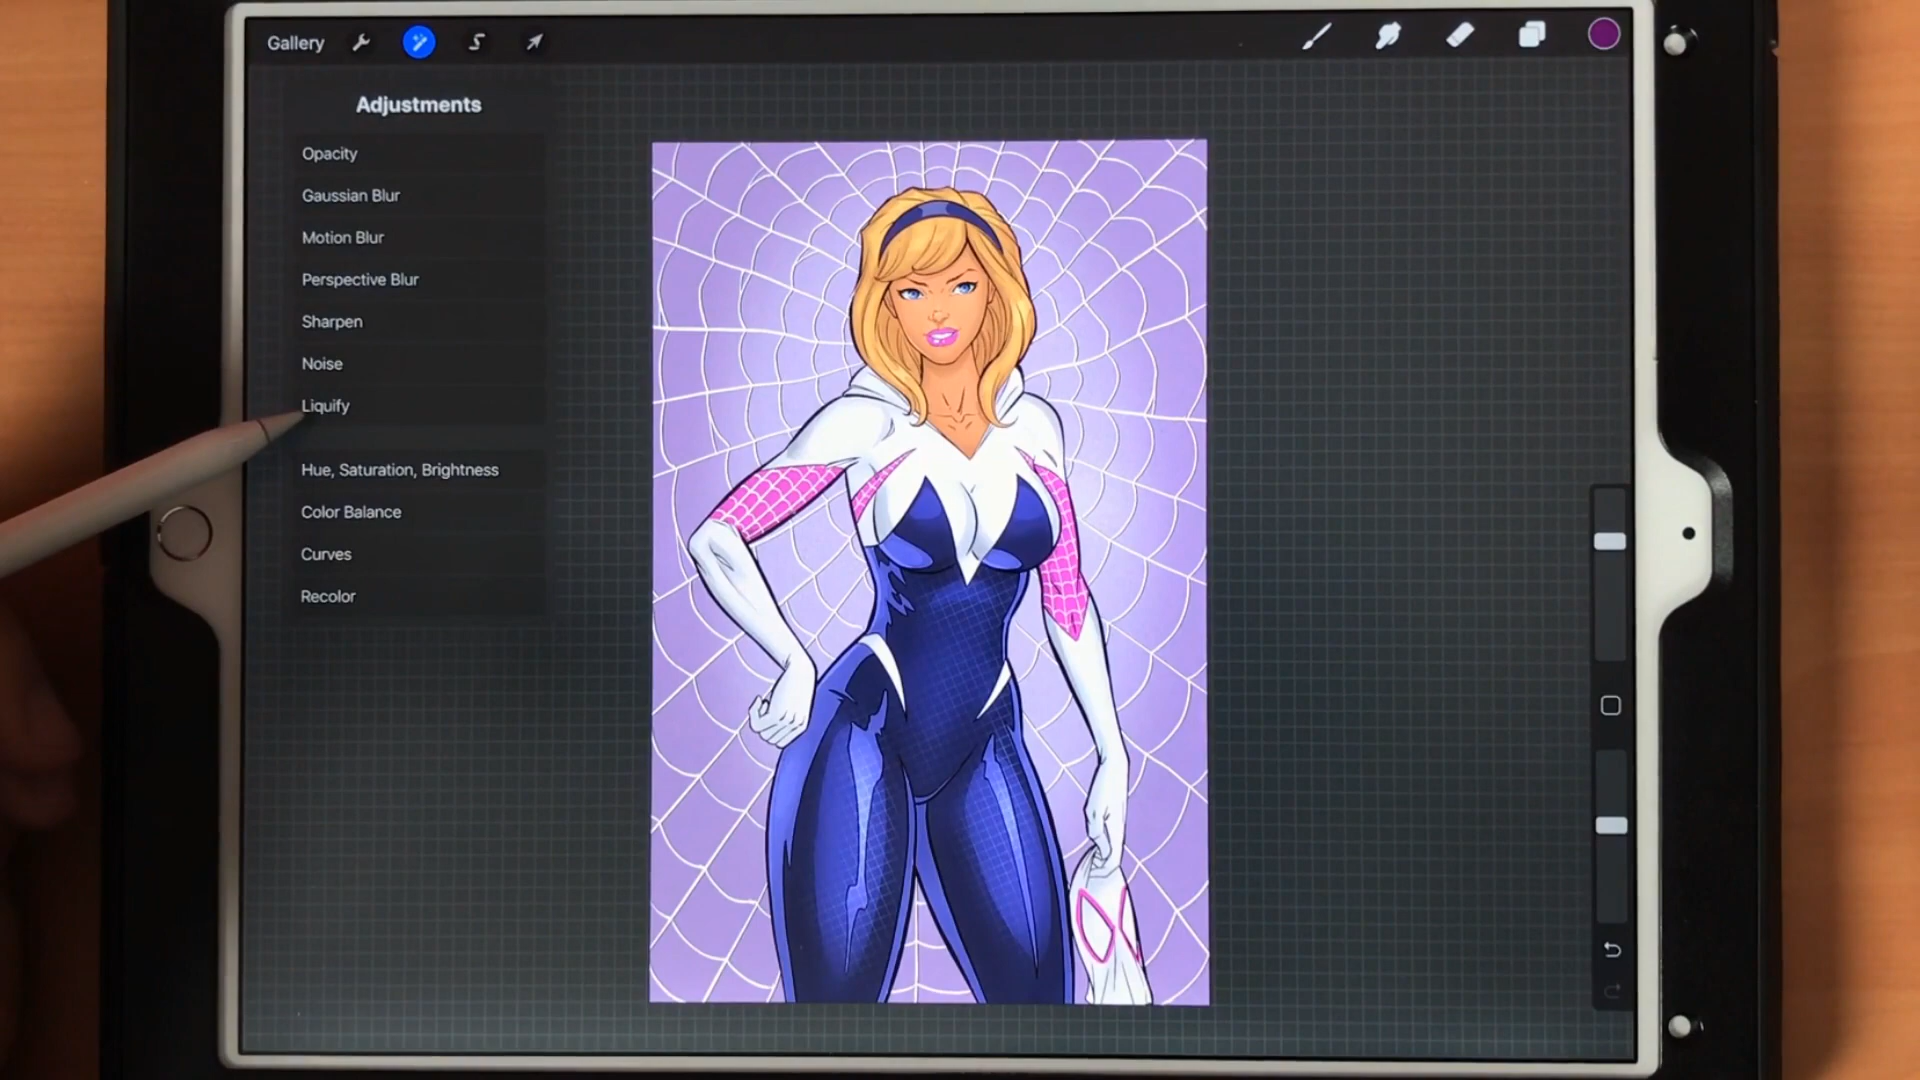 Gallery
Adjustments
Opacity
Gaussian Blur
Motion Blur
Perspective Blur
Sharpen
Noise
Liquify
Hue, Saturation, Brightness
Color Balance
Curves
Recolor